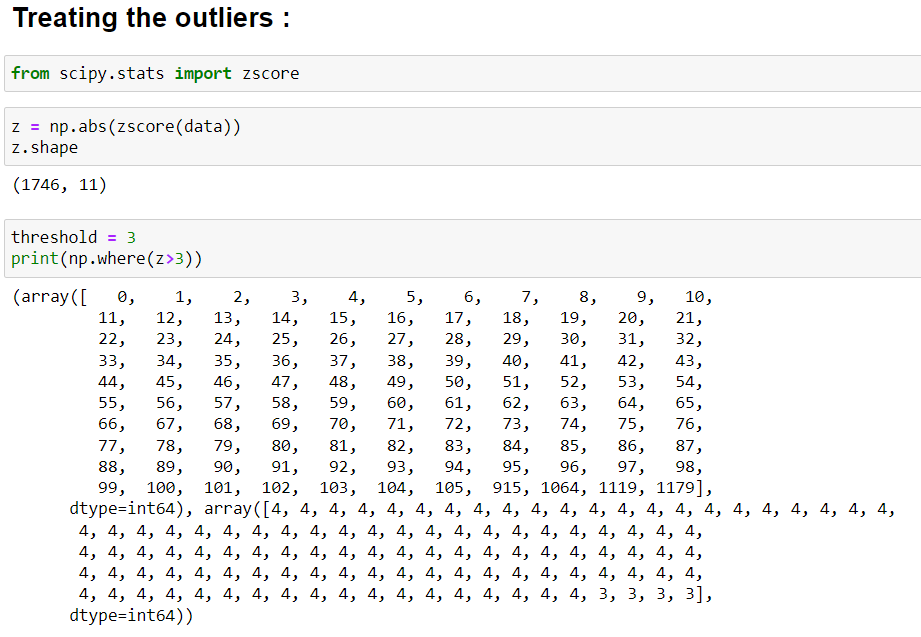 Treating the outliers :
from scipy.stats import zscore
z = np.abs(zscore(data))
z.shape
(1746, 11)
threshold = 3
print(np.where(z>3))
(array([   0,    1,    2,    3,    4,    5,    6,    7,    8,    9,   10,
         11,   12,   13,   14,   15,   16,   17,   18,   19,   20,   21,
         22,   23,   24,   25,   26,   27,   28,   29,   30,   31,   32,
         33,   34,   35,   36,   37,   38,   39,   40,   41,   42,   43,
         44,   45,   46,   47,   48,   49,   50,   51,   52,   53,   54,
         55,   56,   57,   58,   59,   60,   61,   62,   63,   64,   65,
         66,   67,   68,   69,   70,   71,   72,   73,   74,   75,   76,
         77,   78,   79,   80,   81,   82,   83,   84,   85,   86,   87,
         88,   89,   90,   91,   92,   93,   94,   95,   96,   97,   98,
         99,  100,  101,  102,  103,  104,  105,  915, 1064, 1119, 1179],
      dtype=int64), array([4, 4, 4, 4, 4, 4, 4, 4, 4, 4, 4, 4, 4, 4, 4, 4, 4, 4, 4, 4, 4, 4,
       4, 4, 4, 4, 4, 4, 4, 4, 4, 4, 4, 4, 4, 4, 4, 4, 4, 4, 4, 4, 4, 4,
       4, 4, 4, 4, 4, 4, 4, 4, 4, 4, 4, 4, 4, 4, 4, 4, 4, 4, 4, 4, 4, 4,
       4, 4, 4, 4, 4, 4, 4, 4, 4, 4, 4, 4, 4, 4, 4, 4, 4, 4, 4, 4, 4, 4,
       4, 4, 4, 4, 4, 4, 4, 4, 4, 4, 4, 4, 4, 4, 4, 4, 4, 4, 3, 3, 3, 3],
      dtype=int64))